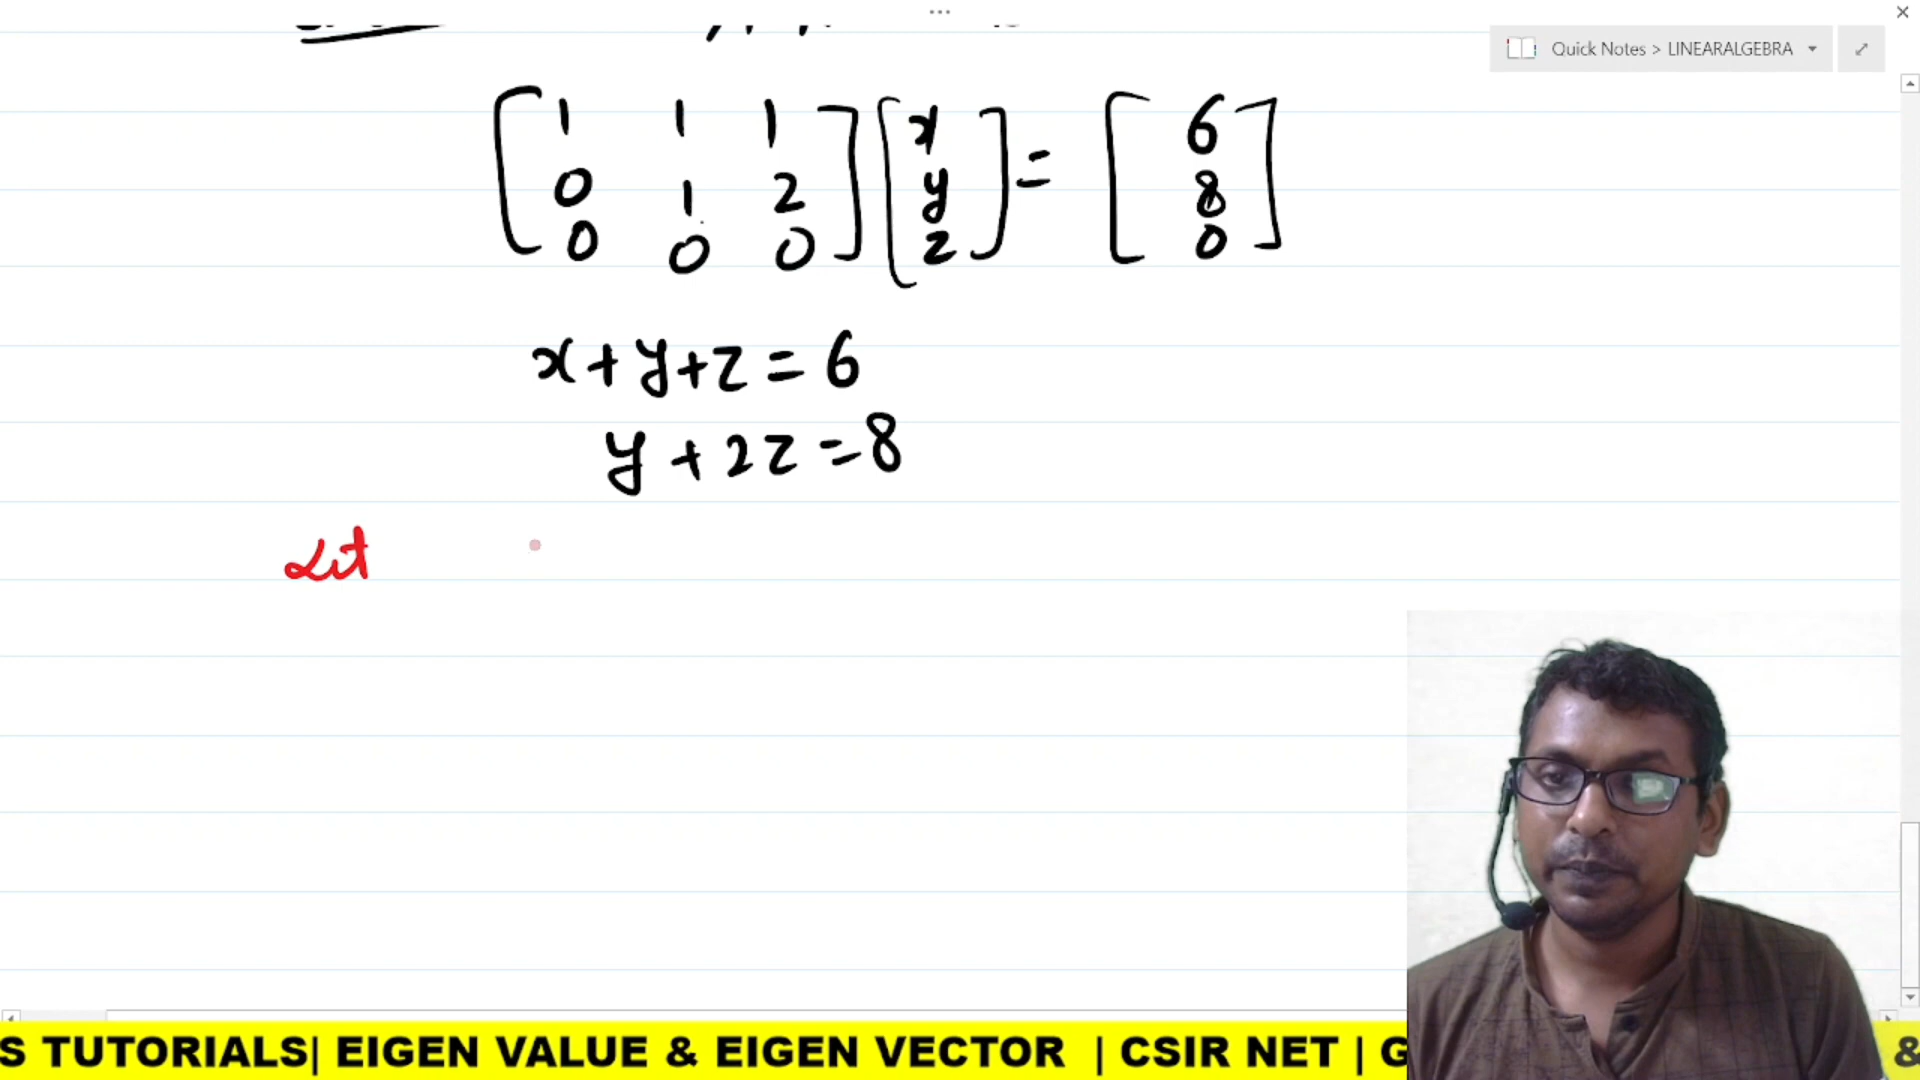 ...
Quick Notes > LINEARALGEBRA
[1 1 1] [x] = [6]
[0 1 2] [y] [8]
[0 0 0] [z] [0]
x + y + z = 6
y + 2z = 8
Let
S TUTORIALS| EIGEN VALUE & EIGEN VECTOR | CSIR NET | G &